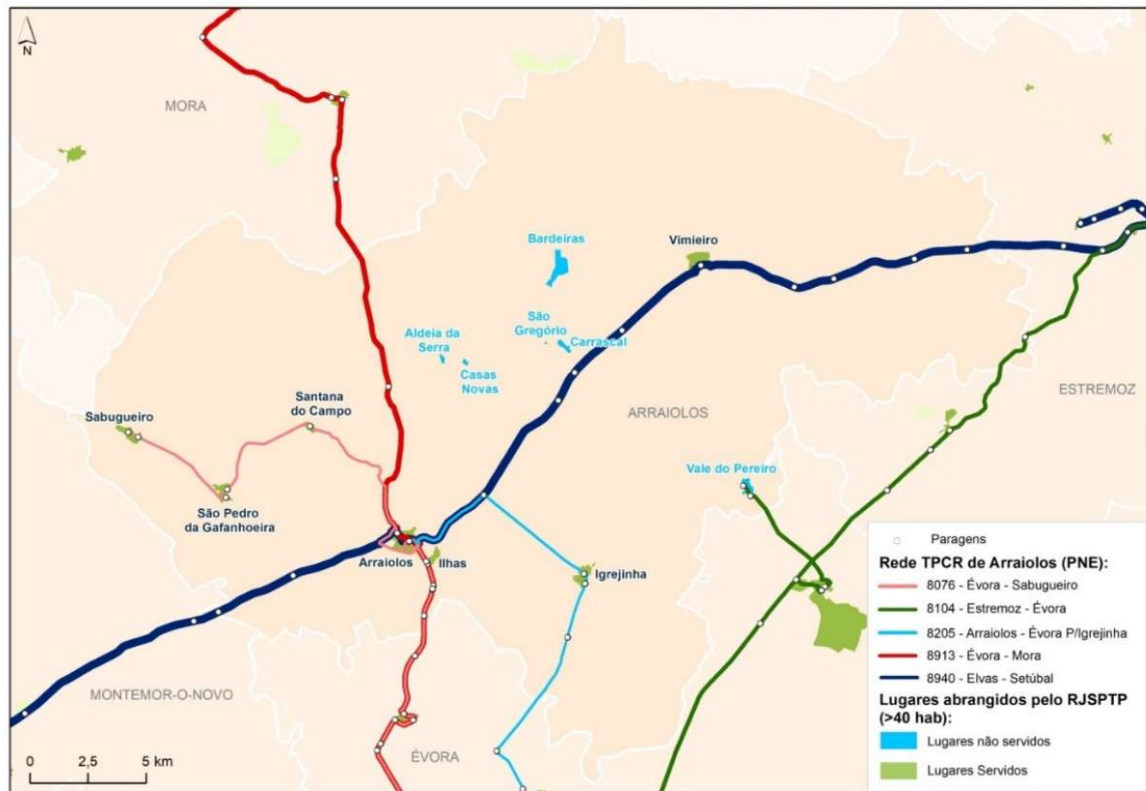 N
MORA
Bardeiras
Vimieiro
São
Gregório
Carrascal
Aldeia da
Serra
Casas
Novas
ESTREMOZ
Santana
do Campo
Sabugueiro
ARRAIOLOS
Vale do Pereiro
São Pedro
da Gafanhoeira
Arraiolos
Ilhas
Igrejinha
MONTEMOR-O-NOVO
ÉVORA
0 2,5 5 km
Paragens
Rede TPCR de Arraiolos (PNE):
8076 - Évora - Sabugueiro
8104 - Estremoz - Évora
8205 - Arraiolos - Évora P/Igrejinha
8913 - Évora - Mora
8940 - Elvas - Setúbal
Lugares abrangidos pelo RJSPTP
(>40 hab):
Lugares não servidos
Lugares Servidos